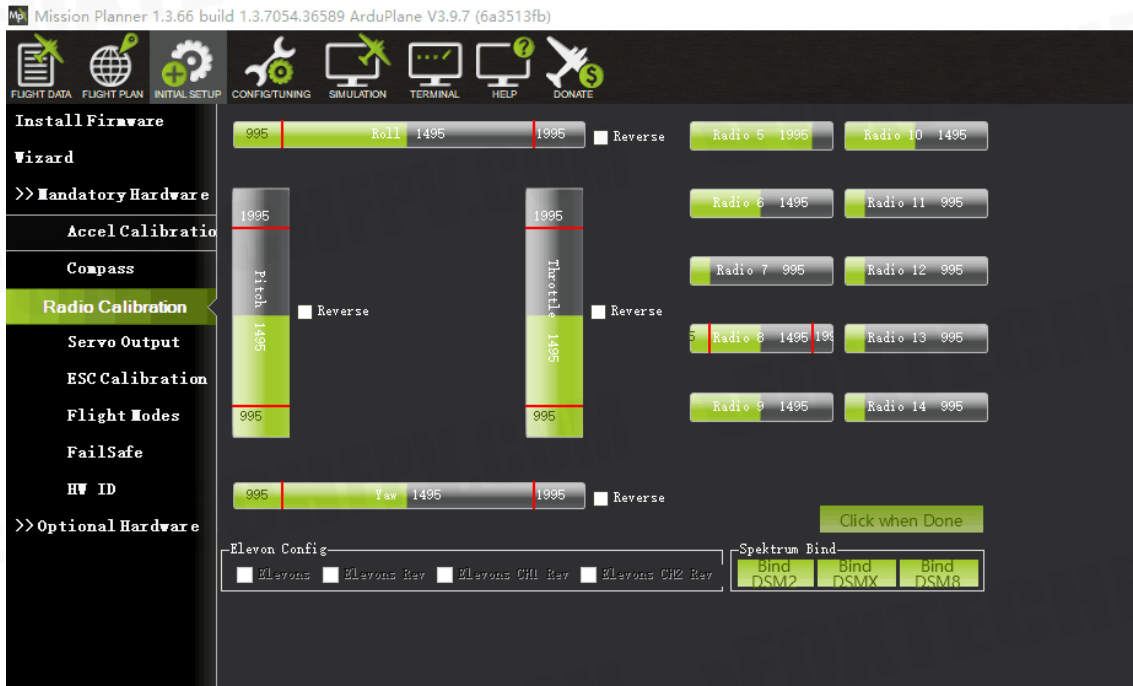 Mission Planner 1.3.66 build 1.3.7054.36589 ArduPlane V3.9.7 (6a3513fb)
FLIGHT DATA FLIGHT PLAN INITIAL SETUP CONFIG/TUNING SIMULATION TERMINAL HELP DONATE
Install Firmware
Wizard
>> Mandatory Hardware
Accel Calibratio
Compass
Radio Calibration
Servo Output
ESC Calibration
Flight Modes
FailSafe
HW ID
>> Optional Hardware
995 Roll 1495 1995 Reverse
1995 Pitch 1495 995 Reverse
1995 Throttle 1495 995 Reverse
995 Yaw 1495 1995 Reverse
Radio 5 1995 Radio 10 1495
Radio 6 1495 Radio 11 995
Radio 7 995 Radio 12 995
5 Radio 8 1495 199 Radio 13 995
Radio 9 1495 Radio 14 995
Click when Done
Elevon Config
Elevons Elevons Rev Elevons CH1 Rev Elevons CH2 Rev
Spektrum Bind
Bind DSM2
Bind DSMX
Bind DSM8